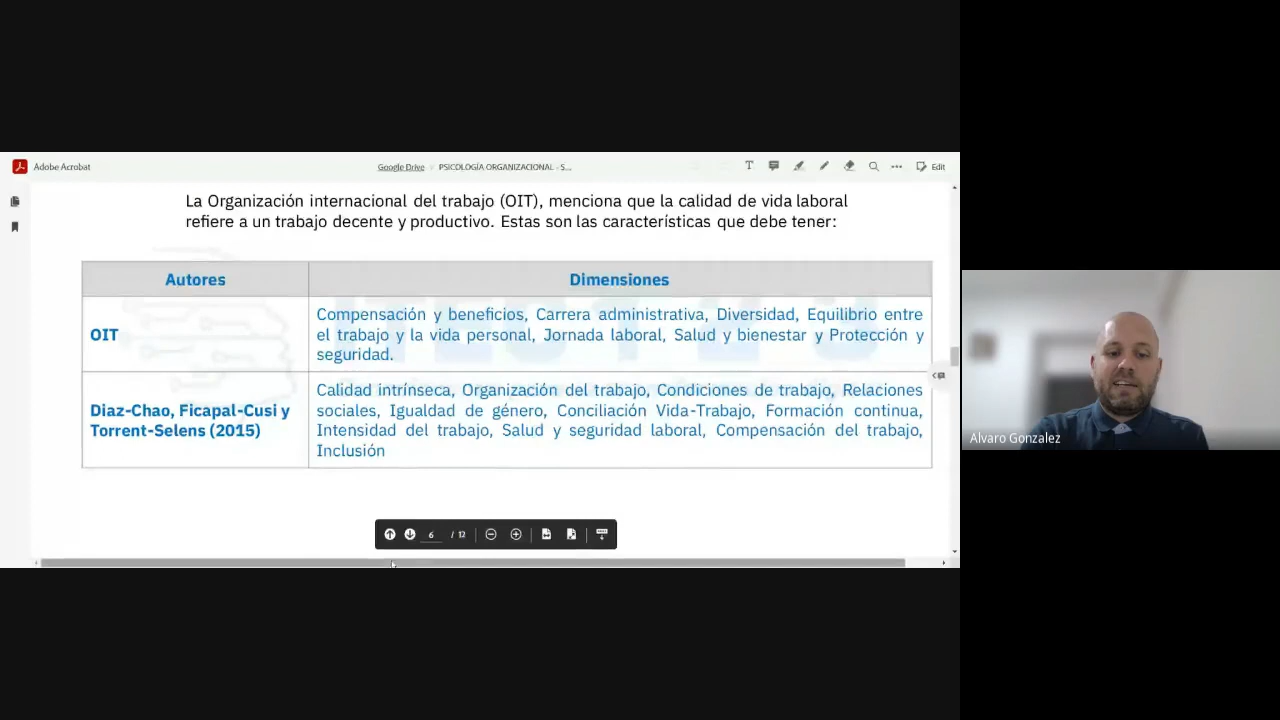 Adobe Acrobat
Google Drive
PSICOLOGÍA ORGANIZACIONAL - S...
Edit
La Organización internacional del trabajo (OIT), menciona que la calidad de vida laboral
refiere a un trabajo decente y productivo. Estas son las características que debe tener:
Autores
Dimensiones
OIT
Compensación y beneficios, Carrera administrativa, Diversidad, Equilibrio entre
el trabajo y la vida personal, Jornada laboral, Salud y bienestar y Protección y
seguridad.
Diaz-Chao, Ficapal-Cusi y
Torrent-Selens (2015)
Calidad intrínseca, Organización del trabajo, Condiciones de trabajo, Relaciones
sociales, Igualdad de género, Conciliación Vida-Trabajo, Formación continua,
Intensidad del trabajo, Salud y seguridad laboral, Compensación del trabajo,
Inclusión
6 / 12
Alvaro Gonzalez